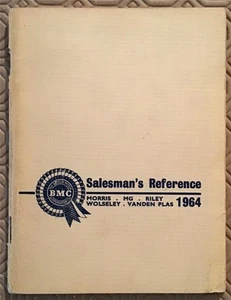 BMC
Salesman's Reference
MORRIS . MG . RILEY
WOLSELEY . VANDEN PLAS 1964